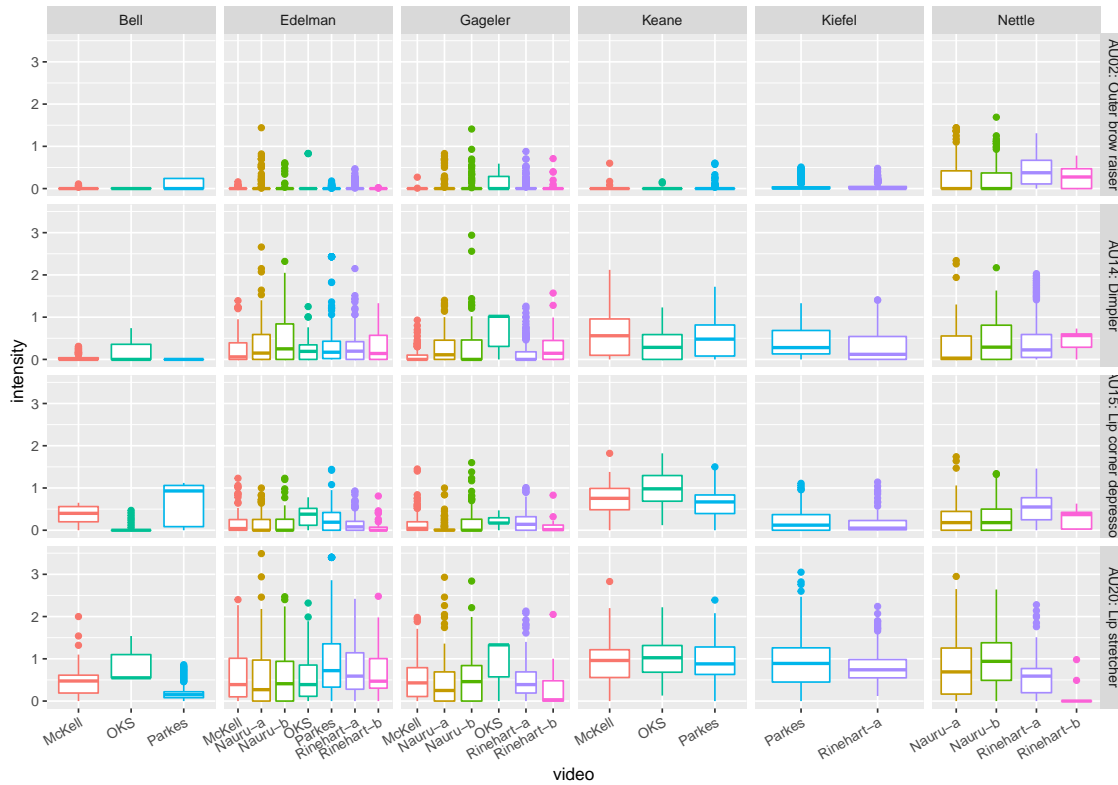 Bell Edelman Gageler Keane Kiefel Nettle
3
2
1
0
AU02: Outer brow raiser
3
2
1
0
AU14: Dimpler
3
2
1
0
AU15: Lip corner depresso
3
2
1
0
AU20: Lip stretcher
intensity
McKell OKS Parkes McKell Nauru−a Nauru−b OKS Parkes Rinehart−a Rinehart−b McKell Nauru−a Nauru−b OKS Rinehart−a Rinehart−b McKell OKS Parkes Parkes Rinehart−a Nauru−a Nauru−b Rinehart−a Rinehart−b
video